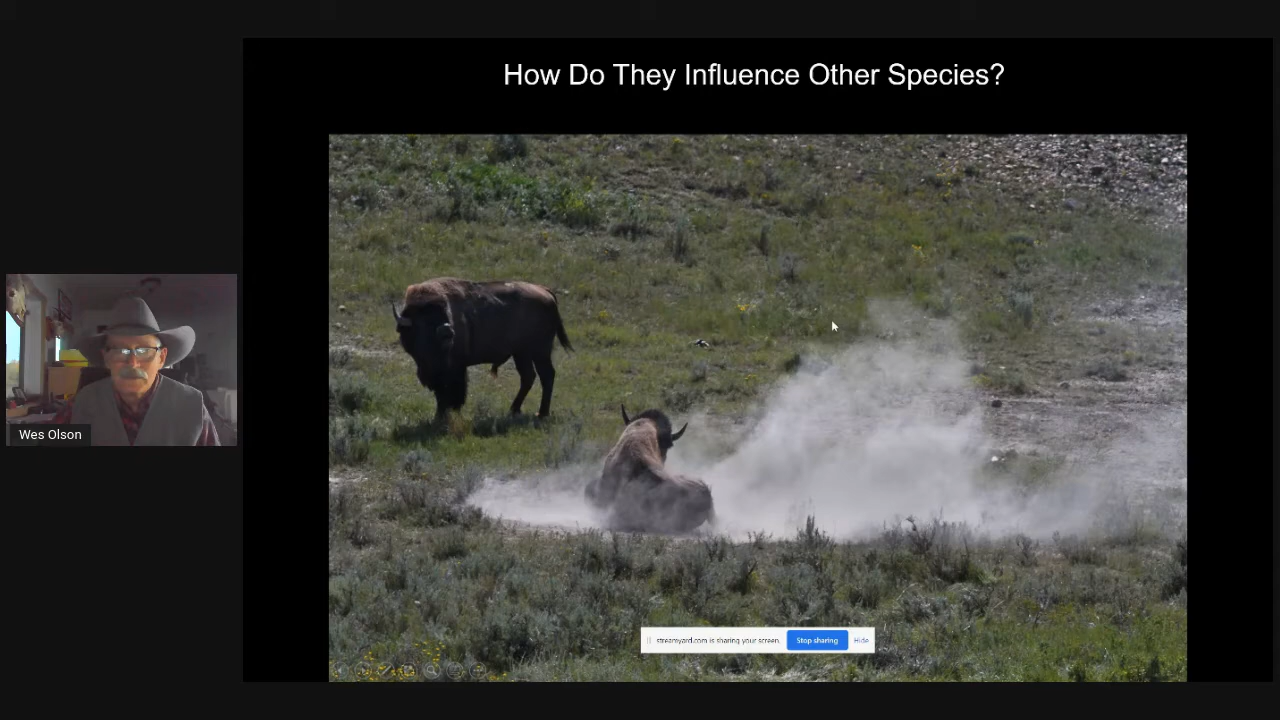 How Do They Influence Other Species?
Wes Olson
streamyard.com is sharing your screen.
Stop sharing
Hide